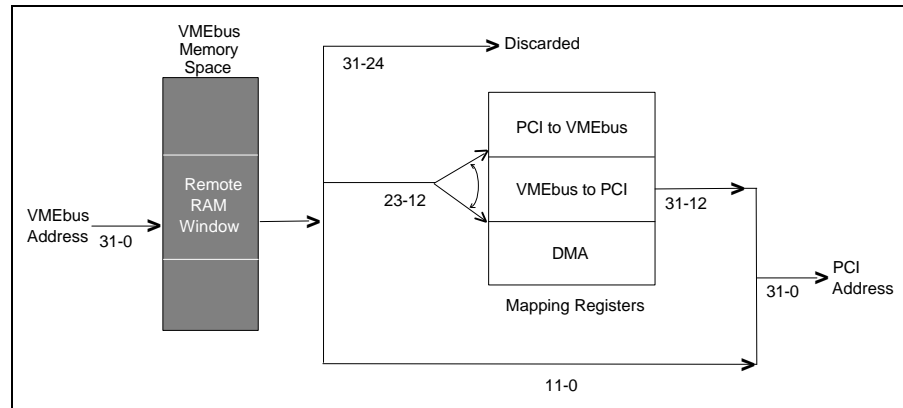 VMEbus
Memory
Space
31-24
Discarded
PCI to VMEbus
Remote
RAM
Window
23-12
VMEbus to PCI
31-12
VMEbus
Address
31-0
DMA
31-0
PCI
Address
Mapping Registers
11-0